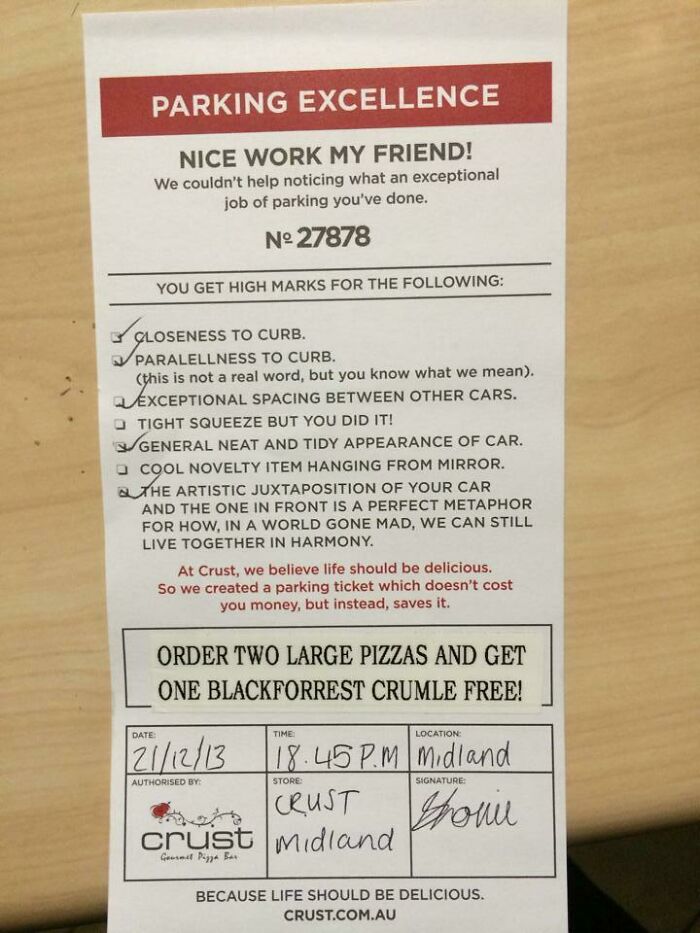 PARKING EXCELLENCE
NICE WORK MY FRIEND!
We couldn't help noticing what an exceptional
job of parking you've done.
Nº 27878
YOU GET HIGH MARKS FOR THE FOLLOWING:
CLOSENESS TO CURB.
PARALELLNESS TO CURB.
(this is not a real word, but you know what we mean).
EXCEPTIONAL SPACING BETWEEN OTHER CARS.
TIGHT SQUEEZE BUT YOU DID IT!
GENERAL NEAT AND TIDY APPEARANCE OF CAR.
COOL NOVELTY ITEM HANGING FROM MIRROR.
THE ARTISTIC JUXTAPOSITION OF YOUR CAR
AND THE ONE IN FRONT IS A PERFECT METAPHOR
FOR HOW, IN A WORLD GONE MAD, WE CAN STILL
LIVE TOGETHER IN HARMONY.
At Crust, we believe life should be delicious.
So we created a parking ticket which doesn't cost
you money, but instead, saves it.
ORDER TWO LARGE PIZZAS AND GET
ONE BLACKFORREST CRUMLE FREE!
DATE: TIME: LOCATION:
21/12/13 18.45 P.M Midland
AUTHORISED BY: STORE: SIGNATURE:
CRUST
crust Midland
Gourmet Pizza Bar
BECAUSE LIFE SHOULD BE DELICIOUS.
CRUST.COM.AU